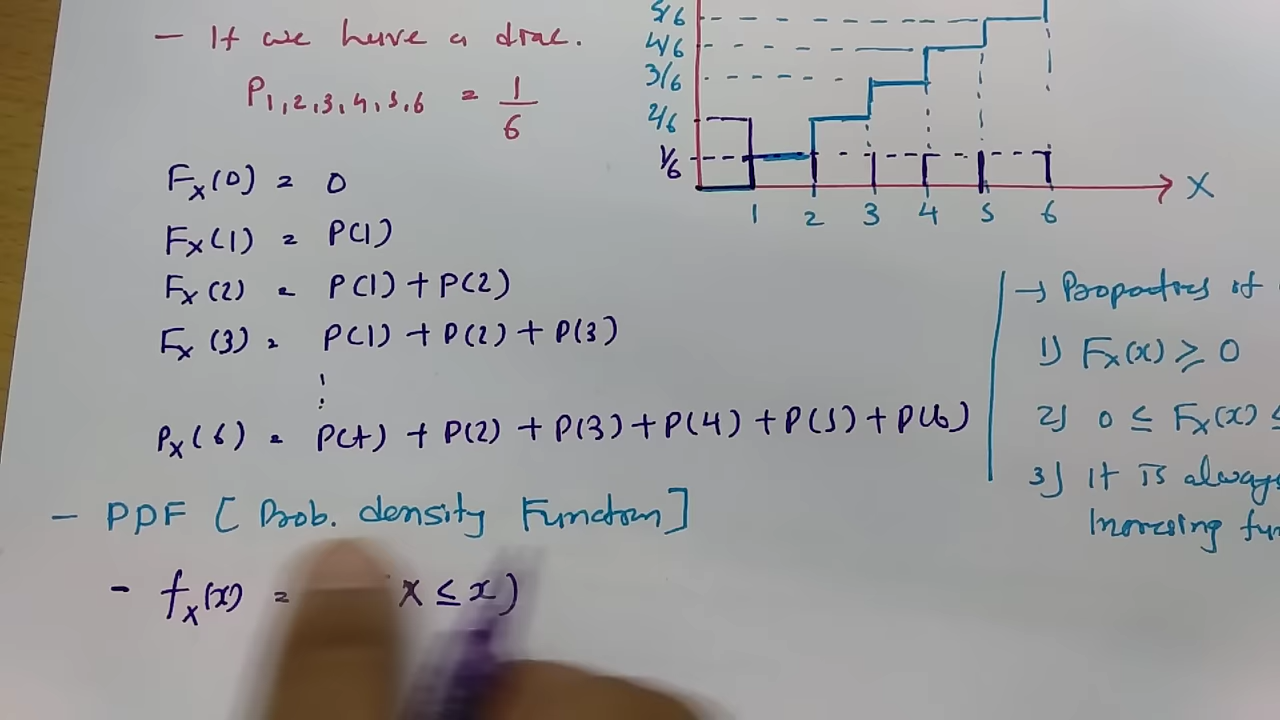 - If we have a dice.
P1,2,3,4,5,6 = 1/6
Fx(0) = 0
Fx(1) = P(1)
Fx(2) = P(1) + P(2)
Fx(3) = P(1) + P(2) + P(3)
Px(6) = P(1) + P(2) + P(3) + P(4) + P(5) + P(6)
- PDF [Prob. density Function]
- fx(x) = X ≤ x)
5/6
4/6
3/6
2/6
1/6
1 2 3 4 5 6 X
→ Properties of
1) Fx(x) ≥ 0
2) 0 ≤ Fx(x) ≤
3) It is always
Increasing fun